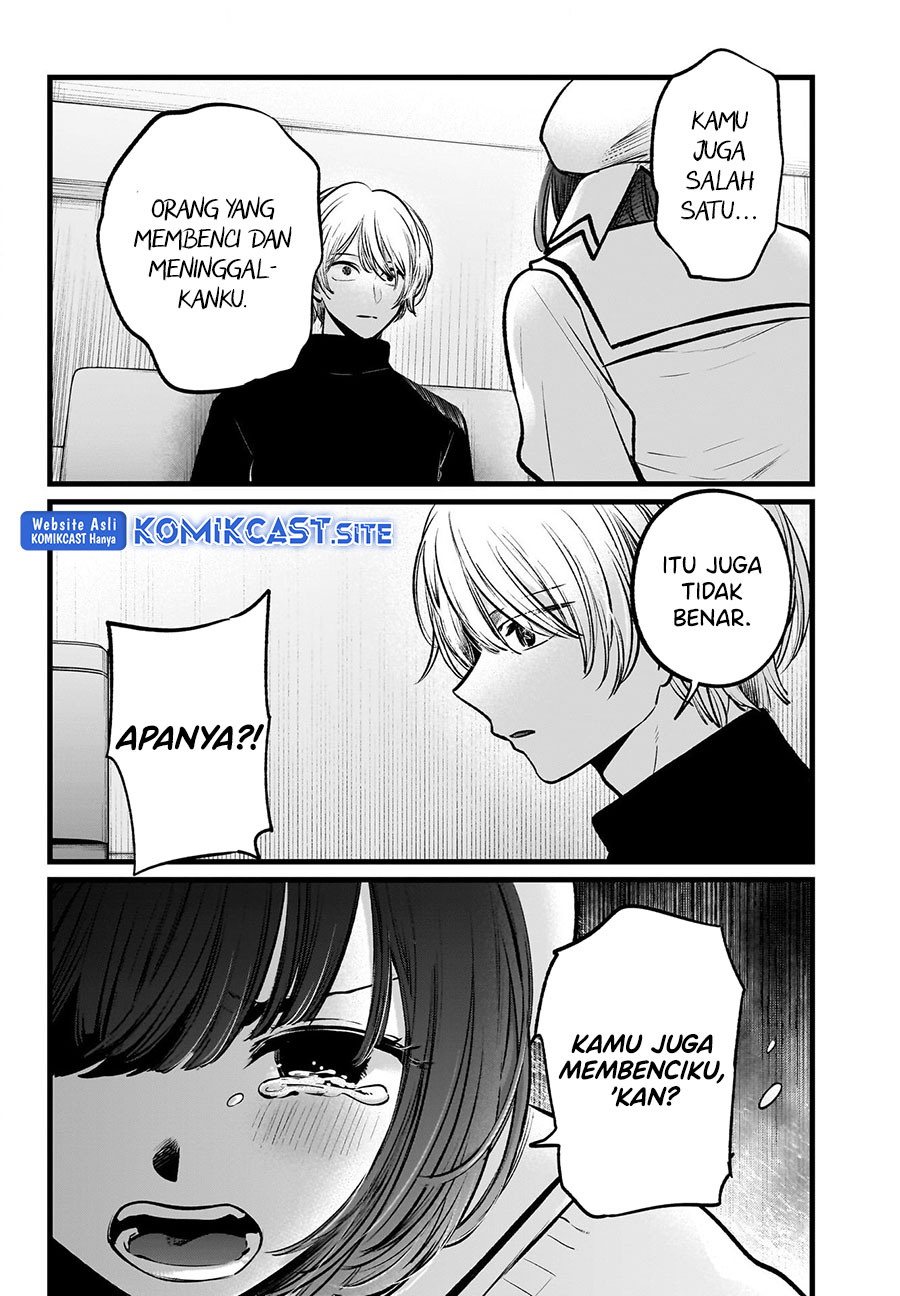 KAMU
JUGA
SALAH
SATU...
ORANG YANG
MEMBENCI DAN
MENINGGAL-
KANKU.
Website Asli
KOMIKCAST Hanya
KOMIKCAST.SITE
ITU JUGA
TIDAK
BENAR.
APANYA?!
KAMU JUGA
MEMBENCIKU,
'KAN?